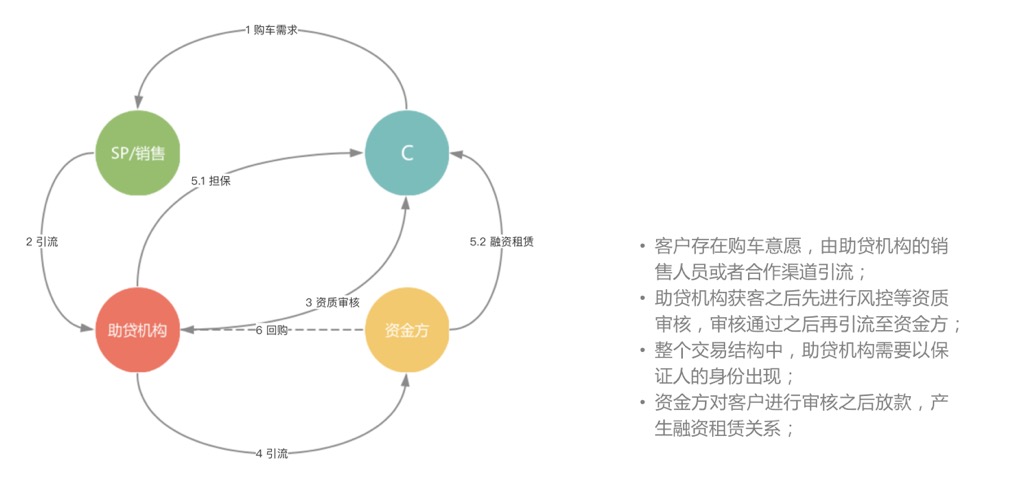 1 购车需求
SP/销售
C
5.1 担保
2 引流
5.2 融资租赁
3 资质审核
助贷机构
6 回购
资金方
4 引流
• 客户存在购车意愿，由助贷机构的销
售人员或者合作渠道引流；
• 助贷机构获客之后先进行风控等资质
审核，审核通过之后再引流至资金方；
• 整个交易结构中，助贷机构需要以保
证人的身份出现；
• 资金方对客户进行审核之后放款，产
生融资租赁关系；